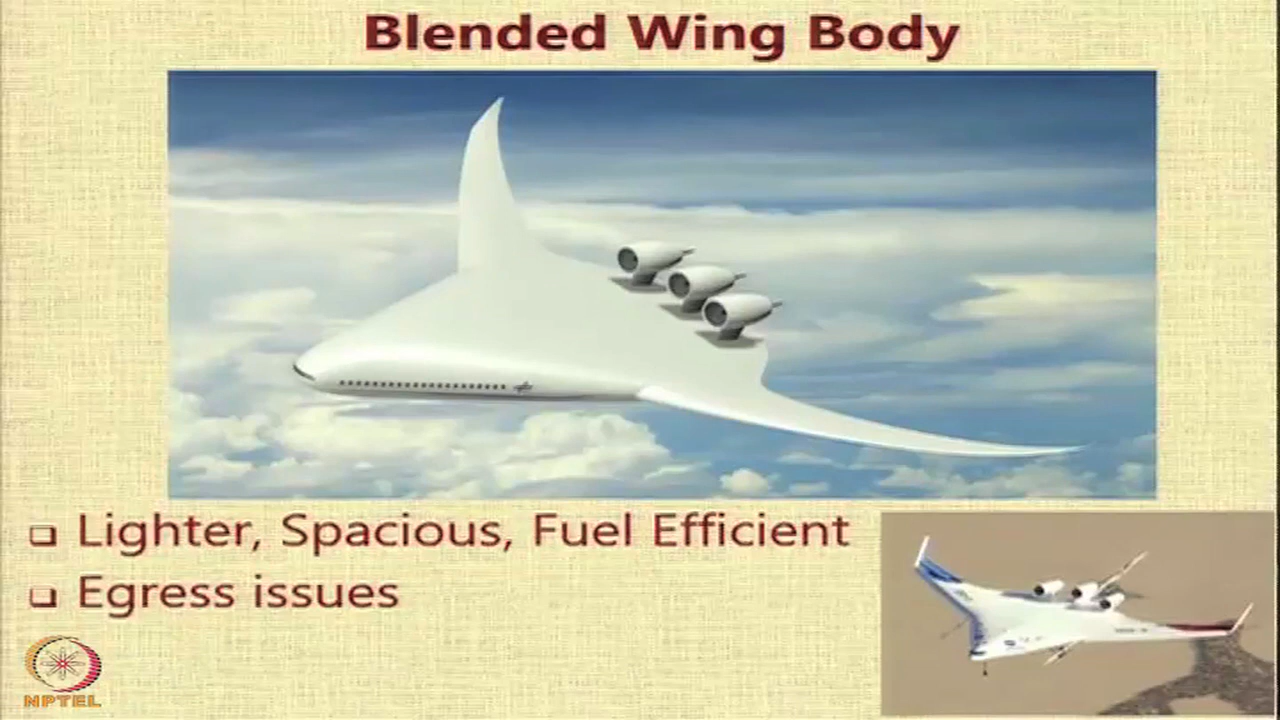 Blended Wing Body
Lighter, Spacious, Fuel Efficient
Egress issues
NPTEL